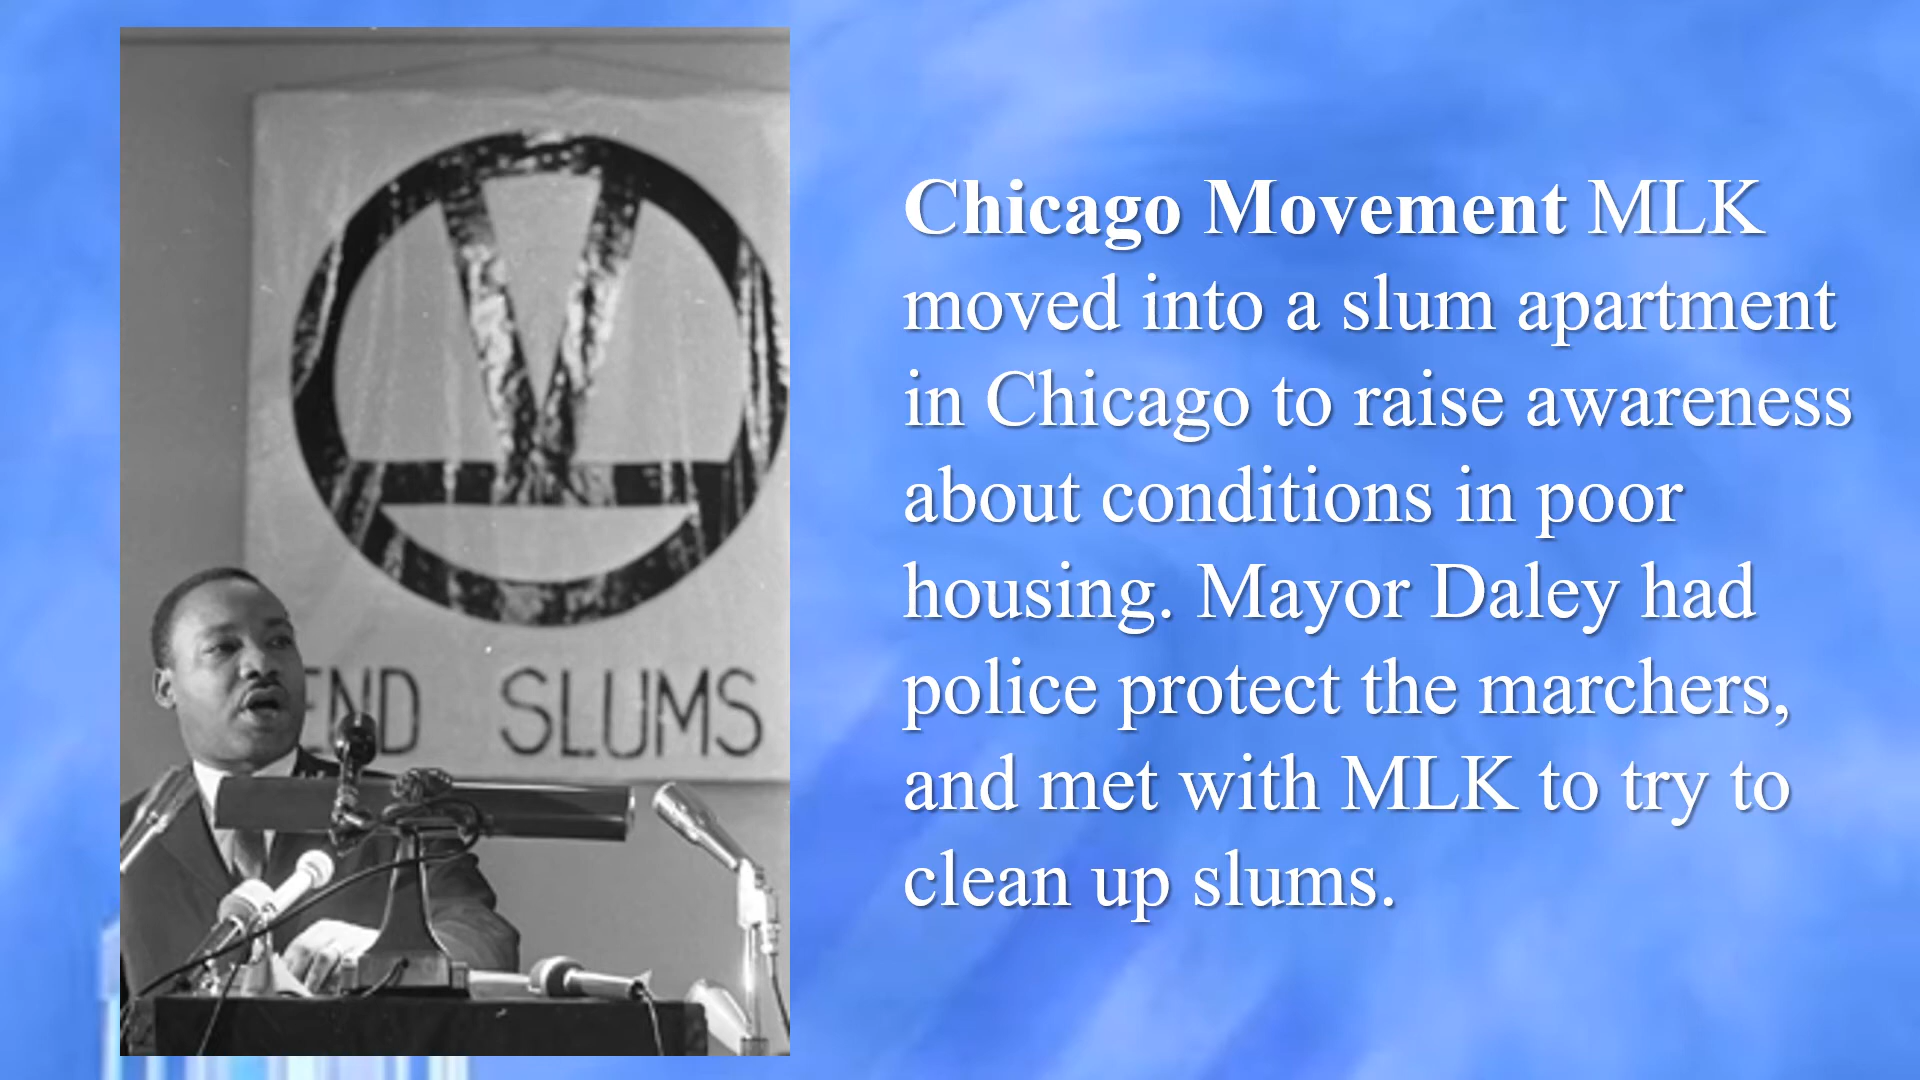 END SLUMS
Chicago Movement MLK
moved into a slum apartment
in Chicago to raise awareness
about conditions in poor
housing. Mayor Daley had
police protect the marchers,
and met with MLK to try to
clean up slums.